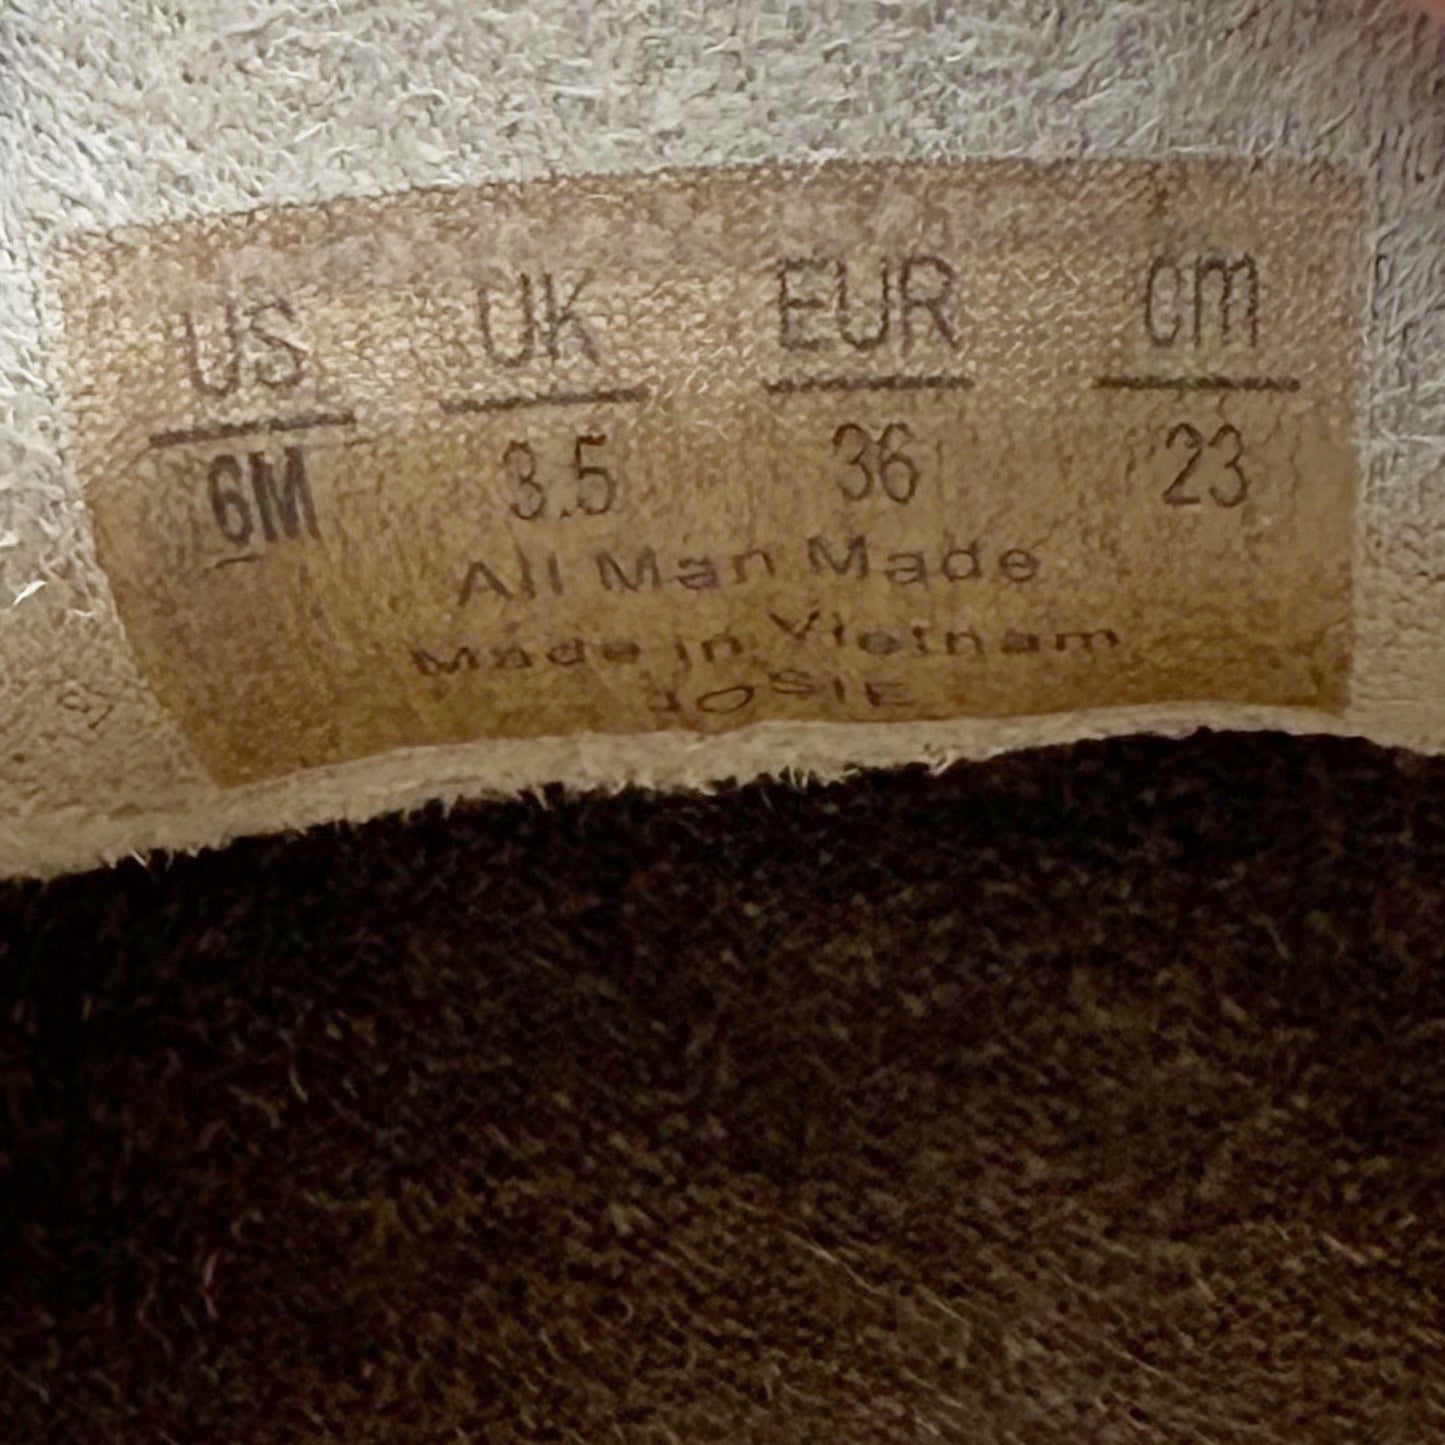 US UK EUR cm
6M 3.5 36 23
All Man Made
Made in Vietnam
JOSIE